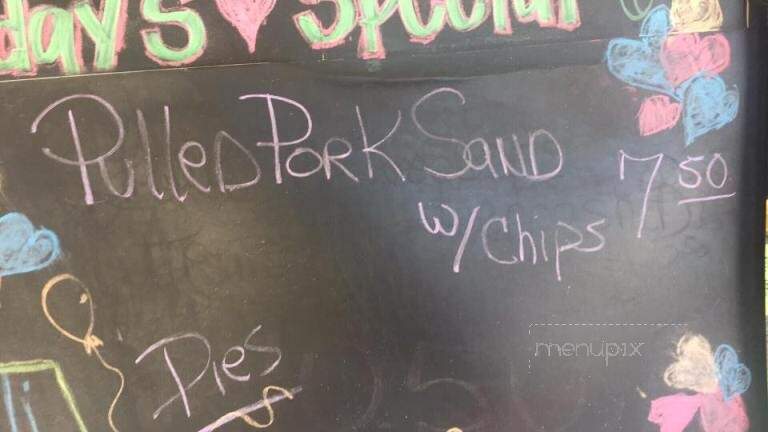 days Special
Pulled Pork Sand 7 50
w/Chips
Pies
menupix